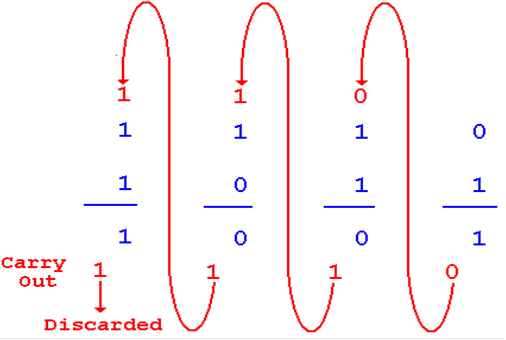 1 1 0
1 1 1 0
1 0 1 1
1 0 0 1
Carry Out 1 1 1 0
Discarded